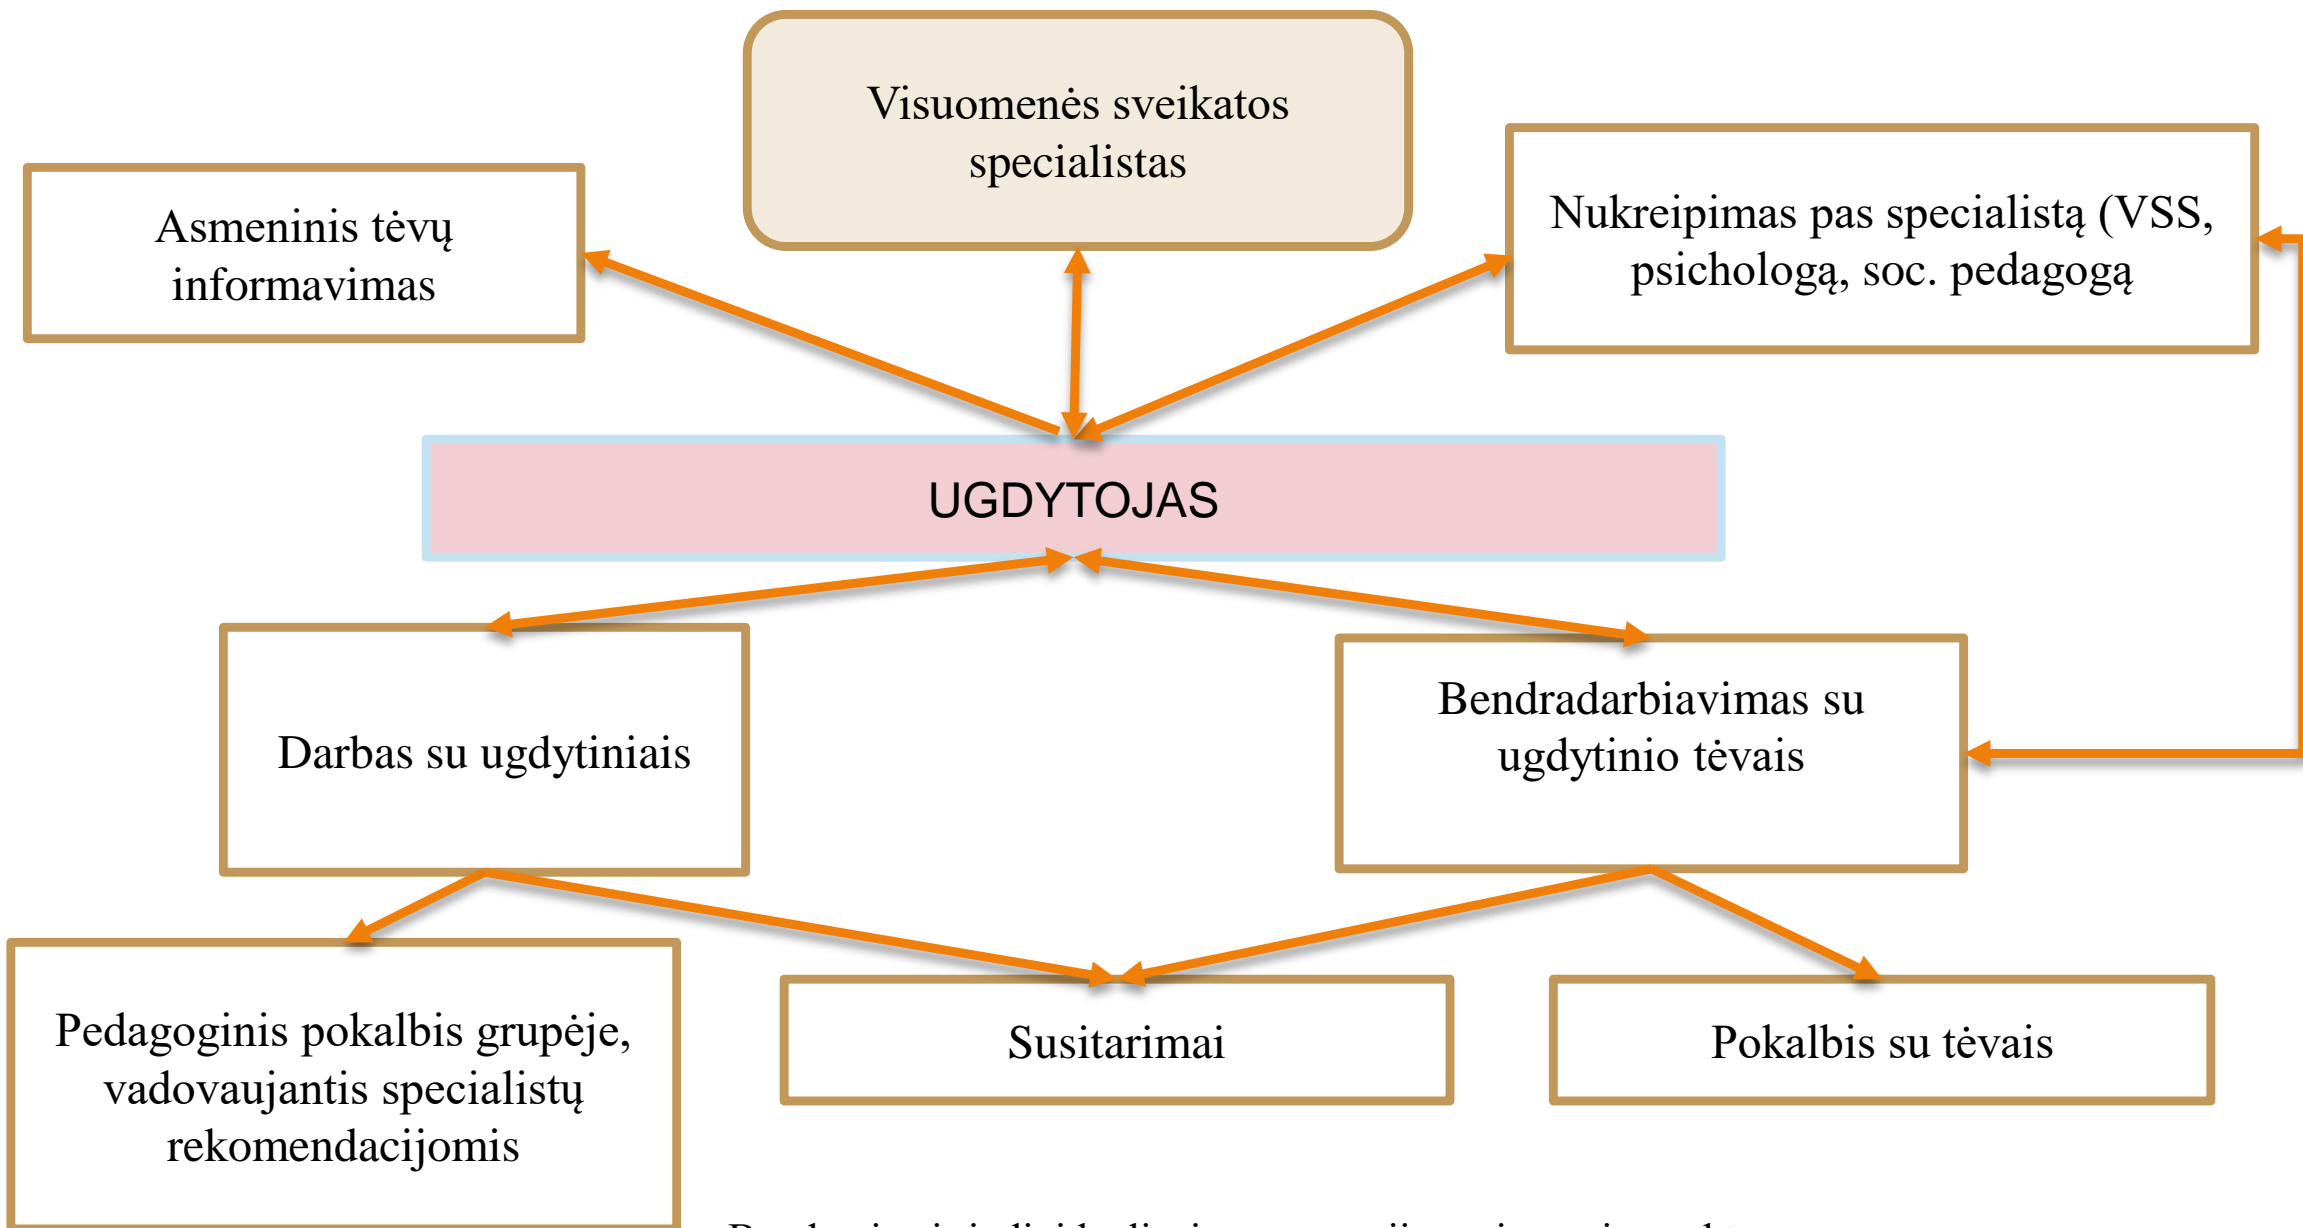 Visuomenės sveikatos
specialistas
Asmeninis tėvų
informavimas
Nukreipimas pas specialistą (VSS,
psichologą, soc. pedagogą
UGDYTOJAS
Darbas su ugdytiniais
Bendradarbiavimas su
ugdytinio tėvais
Pedagoginis pokalbis grupėje,
vadovaujantis specialistų
rekomendacijomis
Susitarimai
Pokalbis su tėvais